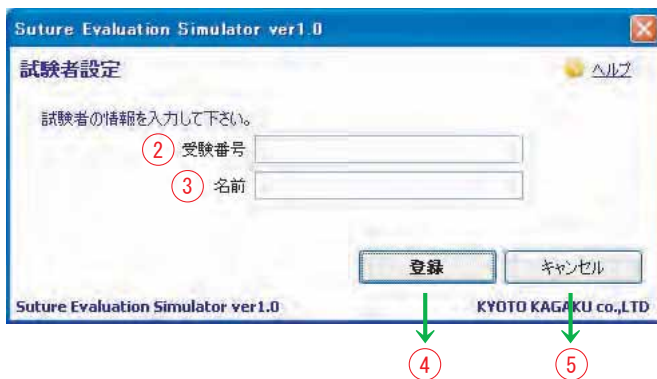 Suture Evaluation Simulator ver1.0
試験者設定
ヘルプ
試験者の情報を入力して下さい。
② 受験番号
③ 名前
登録 キャンセル
Suture Evaluation Simulator ver1.0 KYOTO KAGAKU co.,LTD
④ ⑤